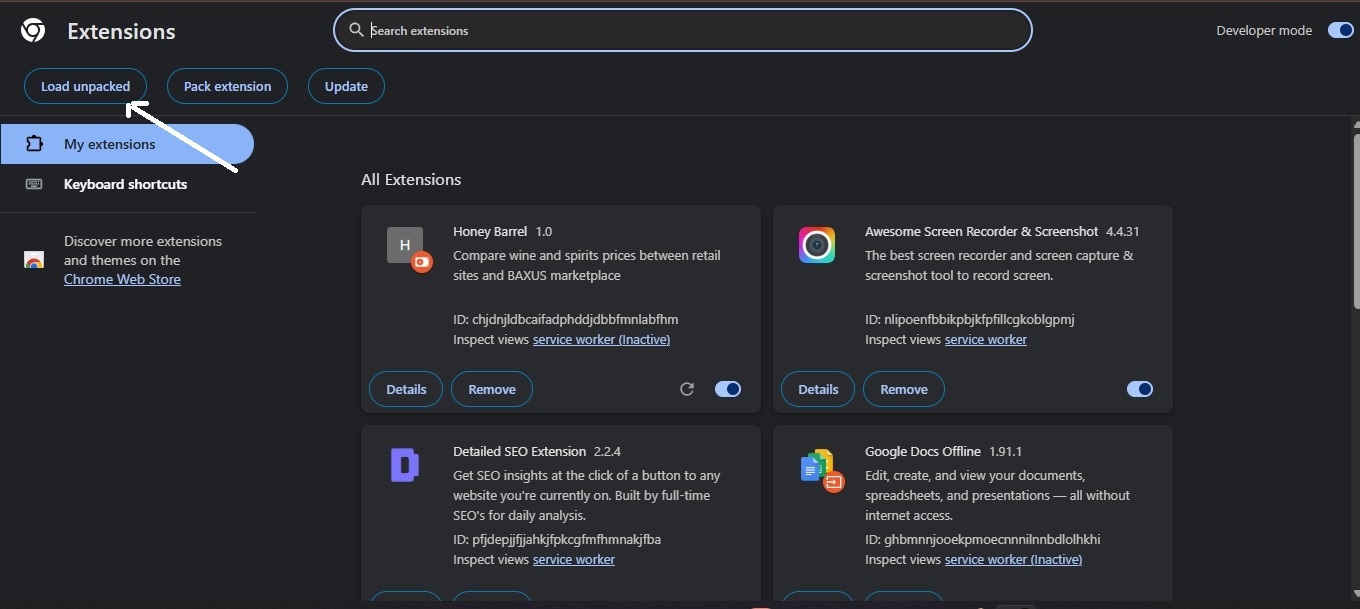 Extensions
Search extensions
Developer mode
Load unpacked
Pack extension
Update
My extensions
Keyboard shortcuts
Discover more extensions
and themes on the
Chrome Web Store
All Extensions
H
Honey Barrel 1.0
Compare wine and spirits prices between retail
sites and BAXUS marketplace
ID: chjdnjldbcaifadphddjdbbfmnlabfhm
Inspect views service worker (Inactive)
Details
Remove
Awesome Screen Recorder & Screenshot 4.4.31
The best screen recorder and screen capture &
screenshot tool to record screen.
ID: nlipoenfbbikpbjkfpfillcgkoblgpmj
Inspect views service worker
Details
Remove
D
Detailed SEO Extension 2.2.4
Get SEO insights at the click of a button to any
website you're currently on. Built by full-time
SEO's for daily analysis.
ID: pfjdepjjfjjahkjfpkcgfmfhmnakjfba
Inspect views service worker
Google Docs Offline 1.91.1
Edit, create, and view your documents,
spreadsheets, and presentations — all without
internet access.
ID: ghbmnnjooekpmoecnnnilnnbdlolhkhi
Inspect views service worker (Inactive)